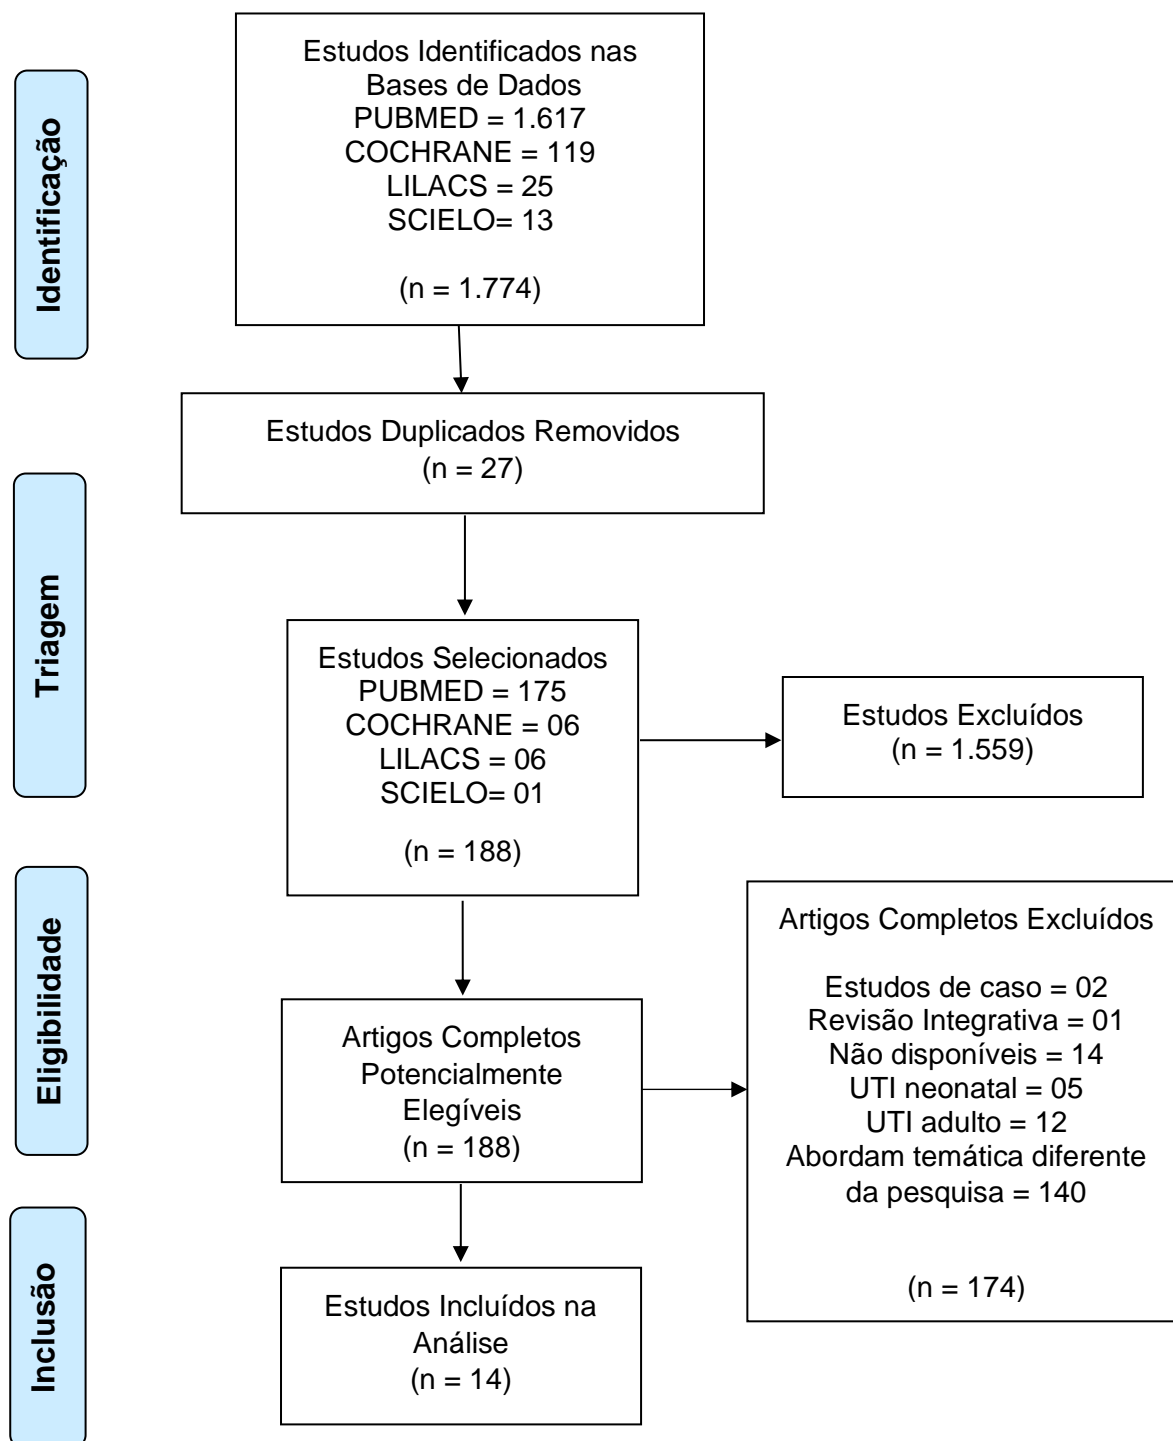 Identificação
Estudos Identificados nas
Bases de Dados
PUBMED = 1.617
COCHRANE = 119
LILACS = 25
SCIELO= 13
(n = 1.774)
Estudos Duplicados Removidos
(n = 27)
Triagem
Estudos Selecionados
PUBMED = 175
COCHRANE = 06
LILACS = 06
SCIELO= 01
(n = 188)
Estudos Excluídos
(n = 1.559)
Eligibilidade
Artigos Completos
Potencialmente
Elegíveis
(n = 188)
Artigos Completos Excluídos
Estudos de caso = 02
Revisão Integrativa = 01
Não disponíveis = 14
UTI neonatal = 05
UTI adulto = 12
Abordam temática diferente
da pesquisa = 140
(n = 174)
Inclusão
Estudos Incluídos na
Análise
(n = 14)